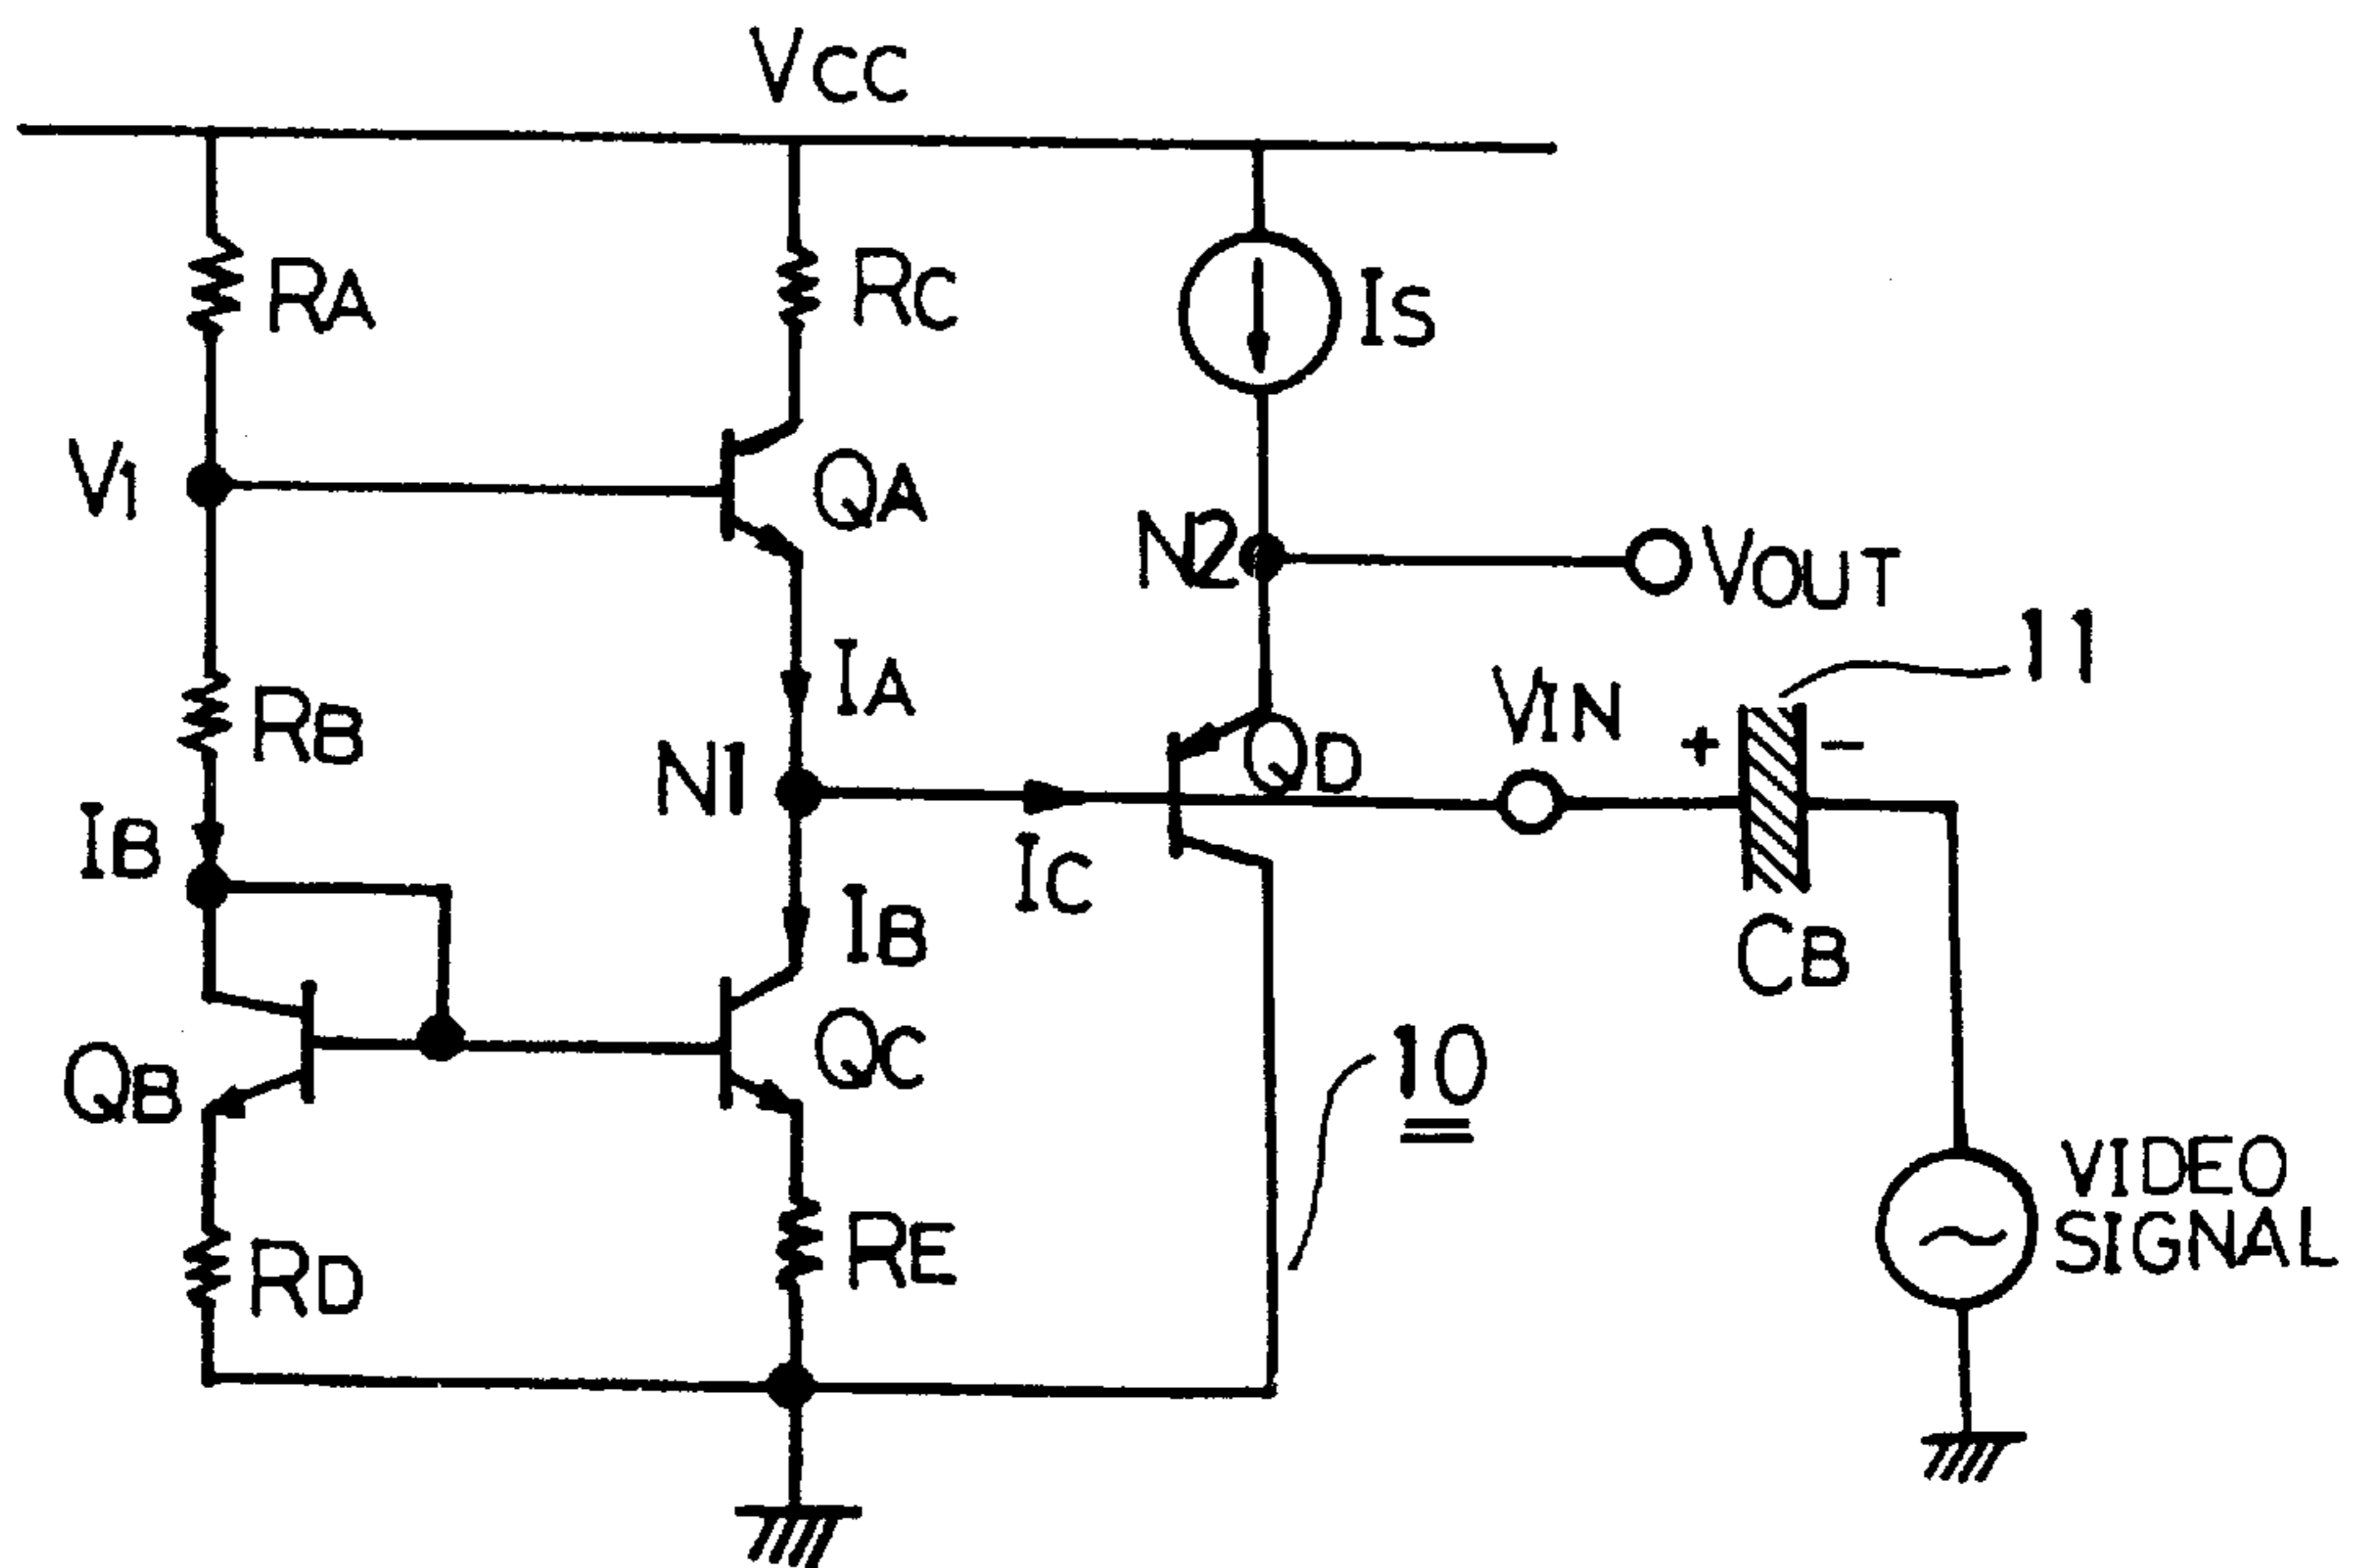 VCC
RA
RC
IS
V1
QA
N2
VOUT
11
IA
VIN
RB
+
-
QD
N1
IB
IC
IB
CB
QB
QC
10
VIDEO
SIGNAL
RD
RE